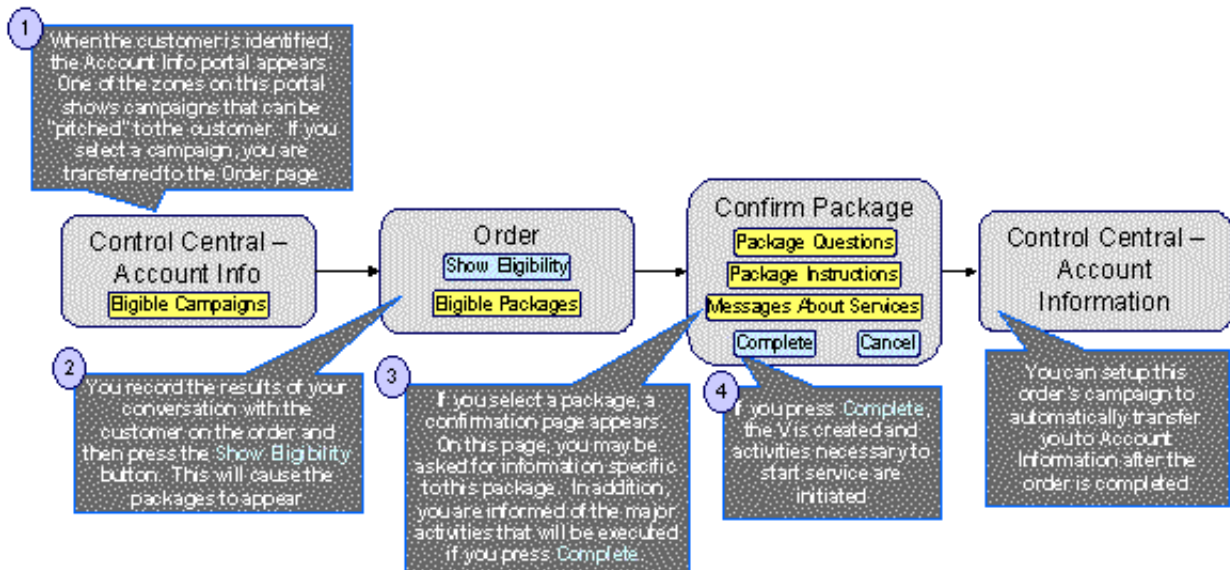 1
When the customer is identified,
the Account Info portal appears.
One of the zones on this portal
shows campaigns that can be
"pitched" to the customer. If you
select a campaign, you are
transferred to the Order page
Control Central –
Account Info
Eligible Campaigns
Order
Show Eligibility
Eligible Packages
Confirm Package
Package Questions
Package Instructions
Messages About Services
Complete
Cancel
Control Central –
Account
Information
2
You record the results of your
conversation with the
customer on the order and
then press the Show Eligibility
button. This will cause the
packages to appear
3
If you select a package, a
confirmation page appears.
On this page, you may be
asked for information specific
to this package. In addition,
you are informed of the major
activities that will be executed
if you press Complete.
4
If you press Complete,
the V is created and
activities necessary to
start service are
initiated
You can setup this
order's campaign to
automatically transfer
you to Account
Information after the
order is completed